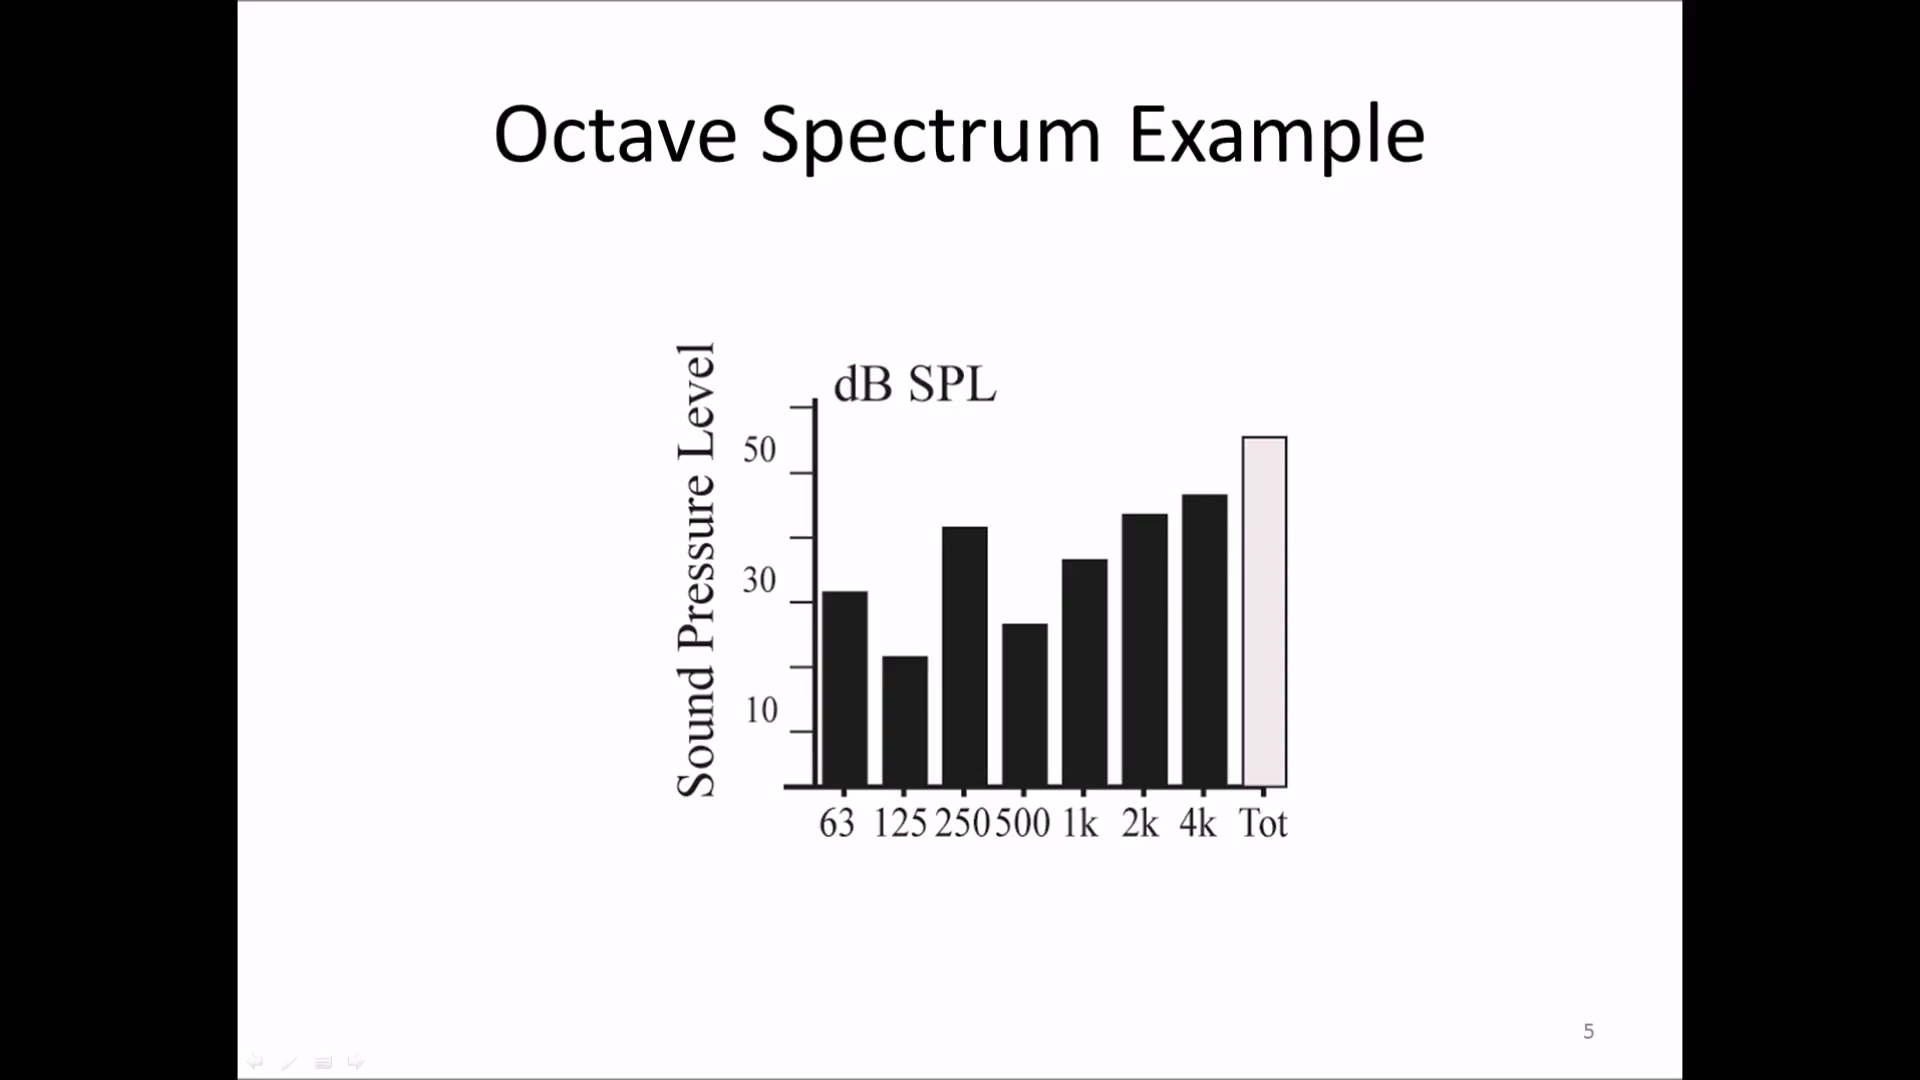 Octave Spectrum Example
Sound Pressure Level
dB SPL
50
30
10
63 125 250 500 1k 2k 4k Tot
5